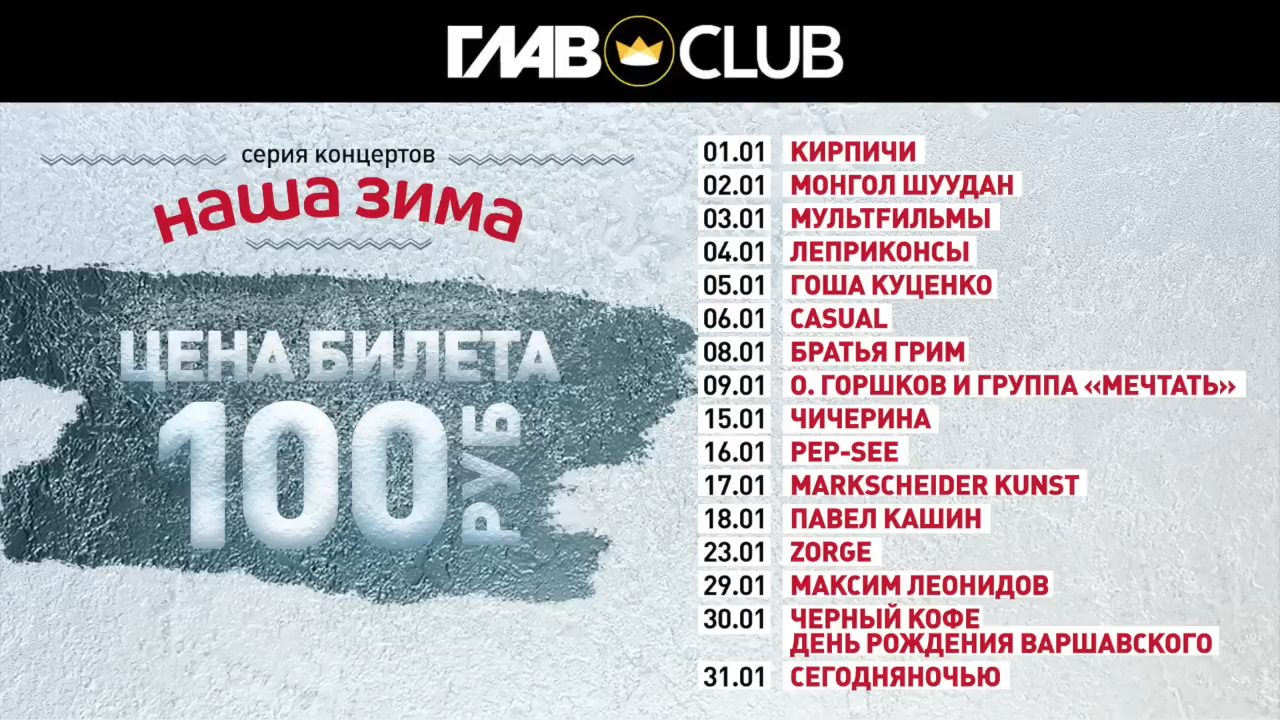 ГЛАВ CLUB
серия концертов
наша зима
ЦЕНА БИЛЕТА
100 РУБ
01.01 КИРПИЧИ
02.01 МОНГОЛ ШУУДАН
03.01 МУЛЬТFИЛЬМЫ
04.01 ЛЕПРИКОНСЫ
05.01 ГОША КУЦЕНКО
06.01 CASUAL
08.01 БРАТЬЯ ГРИМ
09.01 О. ГОРШКОВ И ГРУППА «МЕЧТАТЬ»
15.01 ЧИЧЕРИНА
16.01 PEP-SEE
17.01 MARKSCHEIDER KUNST
18.01 ПАВЕЛ КАШИН
23.01 ZORGE
29.01 МАКСИМ ЛЕОНИДОВ
30.01 ЧЕРНЫЙ КОФЕ
ДЕНЬ РОЖДЕНИЯ ВАРШАВСКОГО
31.01 СЕГОДНЯНОЧЬЮ